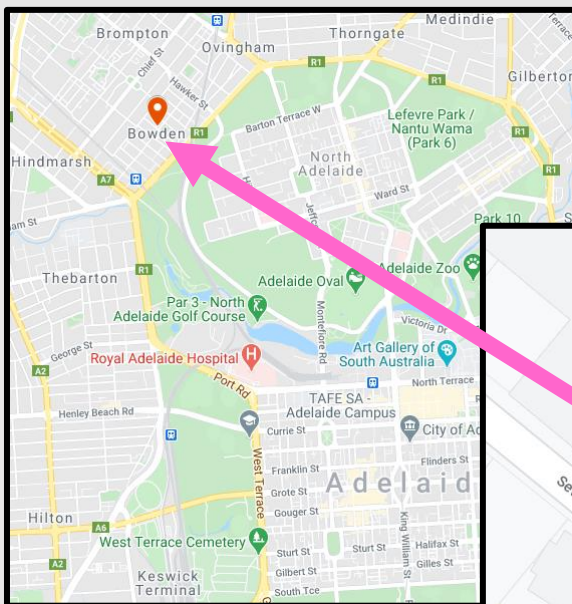 Medindie
Brompton
Thorngate
Ovingham
Chief St
R1
R1
Gilberton
Hawker St
Bowden
R1
Barton Terrace W
Lefevre Park /
Nantu Wama
(Park 6)
Hindmarsh
North
Adelaide
R1
A7
Ward St
Jeffc
Park 10
am St
R1
Thebarton
Adelaide Oval
Adelaide Zoo
Par 3 - North
Adelaide Golf Course
Montefiore Rd
Victoria Dr
George St
Art Gallery of
South Australia
Royal Adelaide Hospital
H
A2
Port Rd
North Terrace
TAFE SA -
Adelaide Campus
Henley Beach Rd
Currie St
City of Ad
West Terrace
Flinders St
Franklin St
Adelaid
Grote St
Gouger St
Hilton
A6
King William St
West Terrace Cemetery
Sturt St
Sturt St
Halifax St
A2
Gilbert St
Gilles St
Keswick
Terminal
South Tce